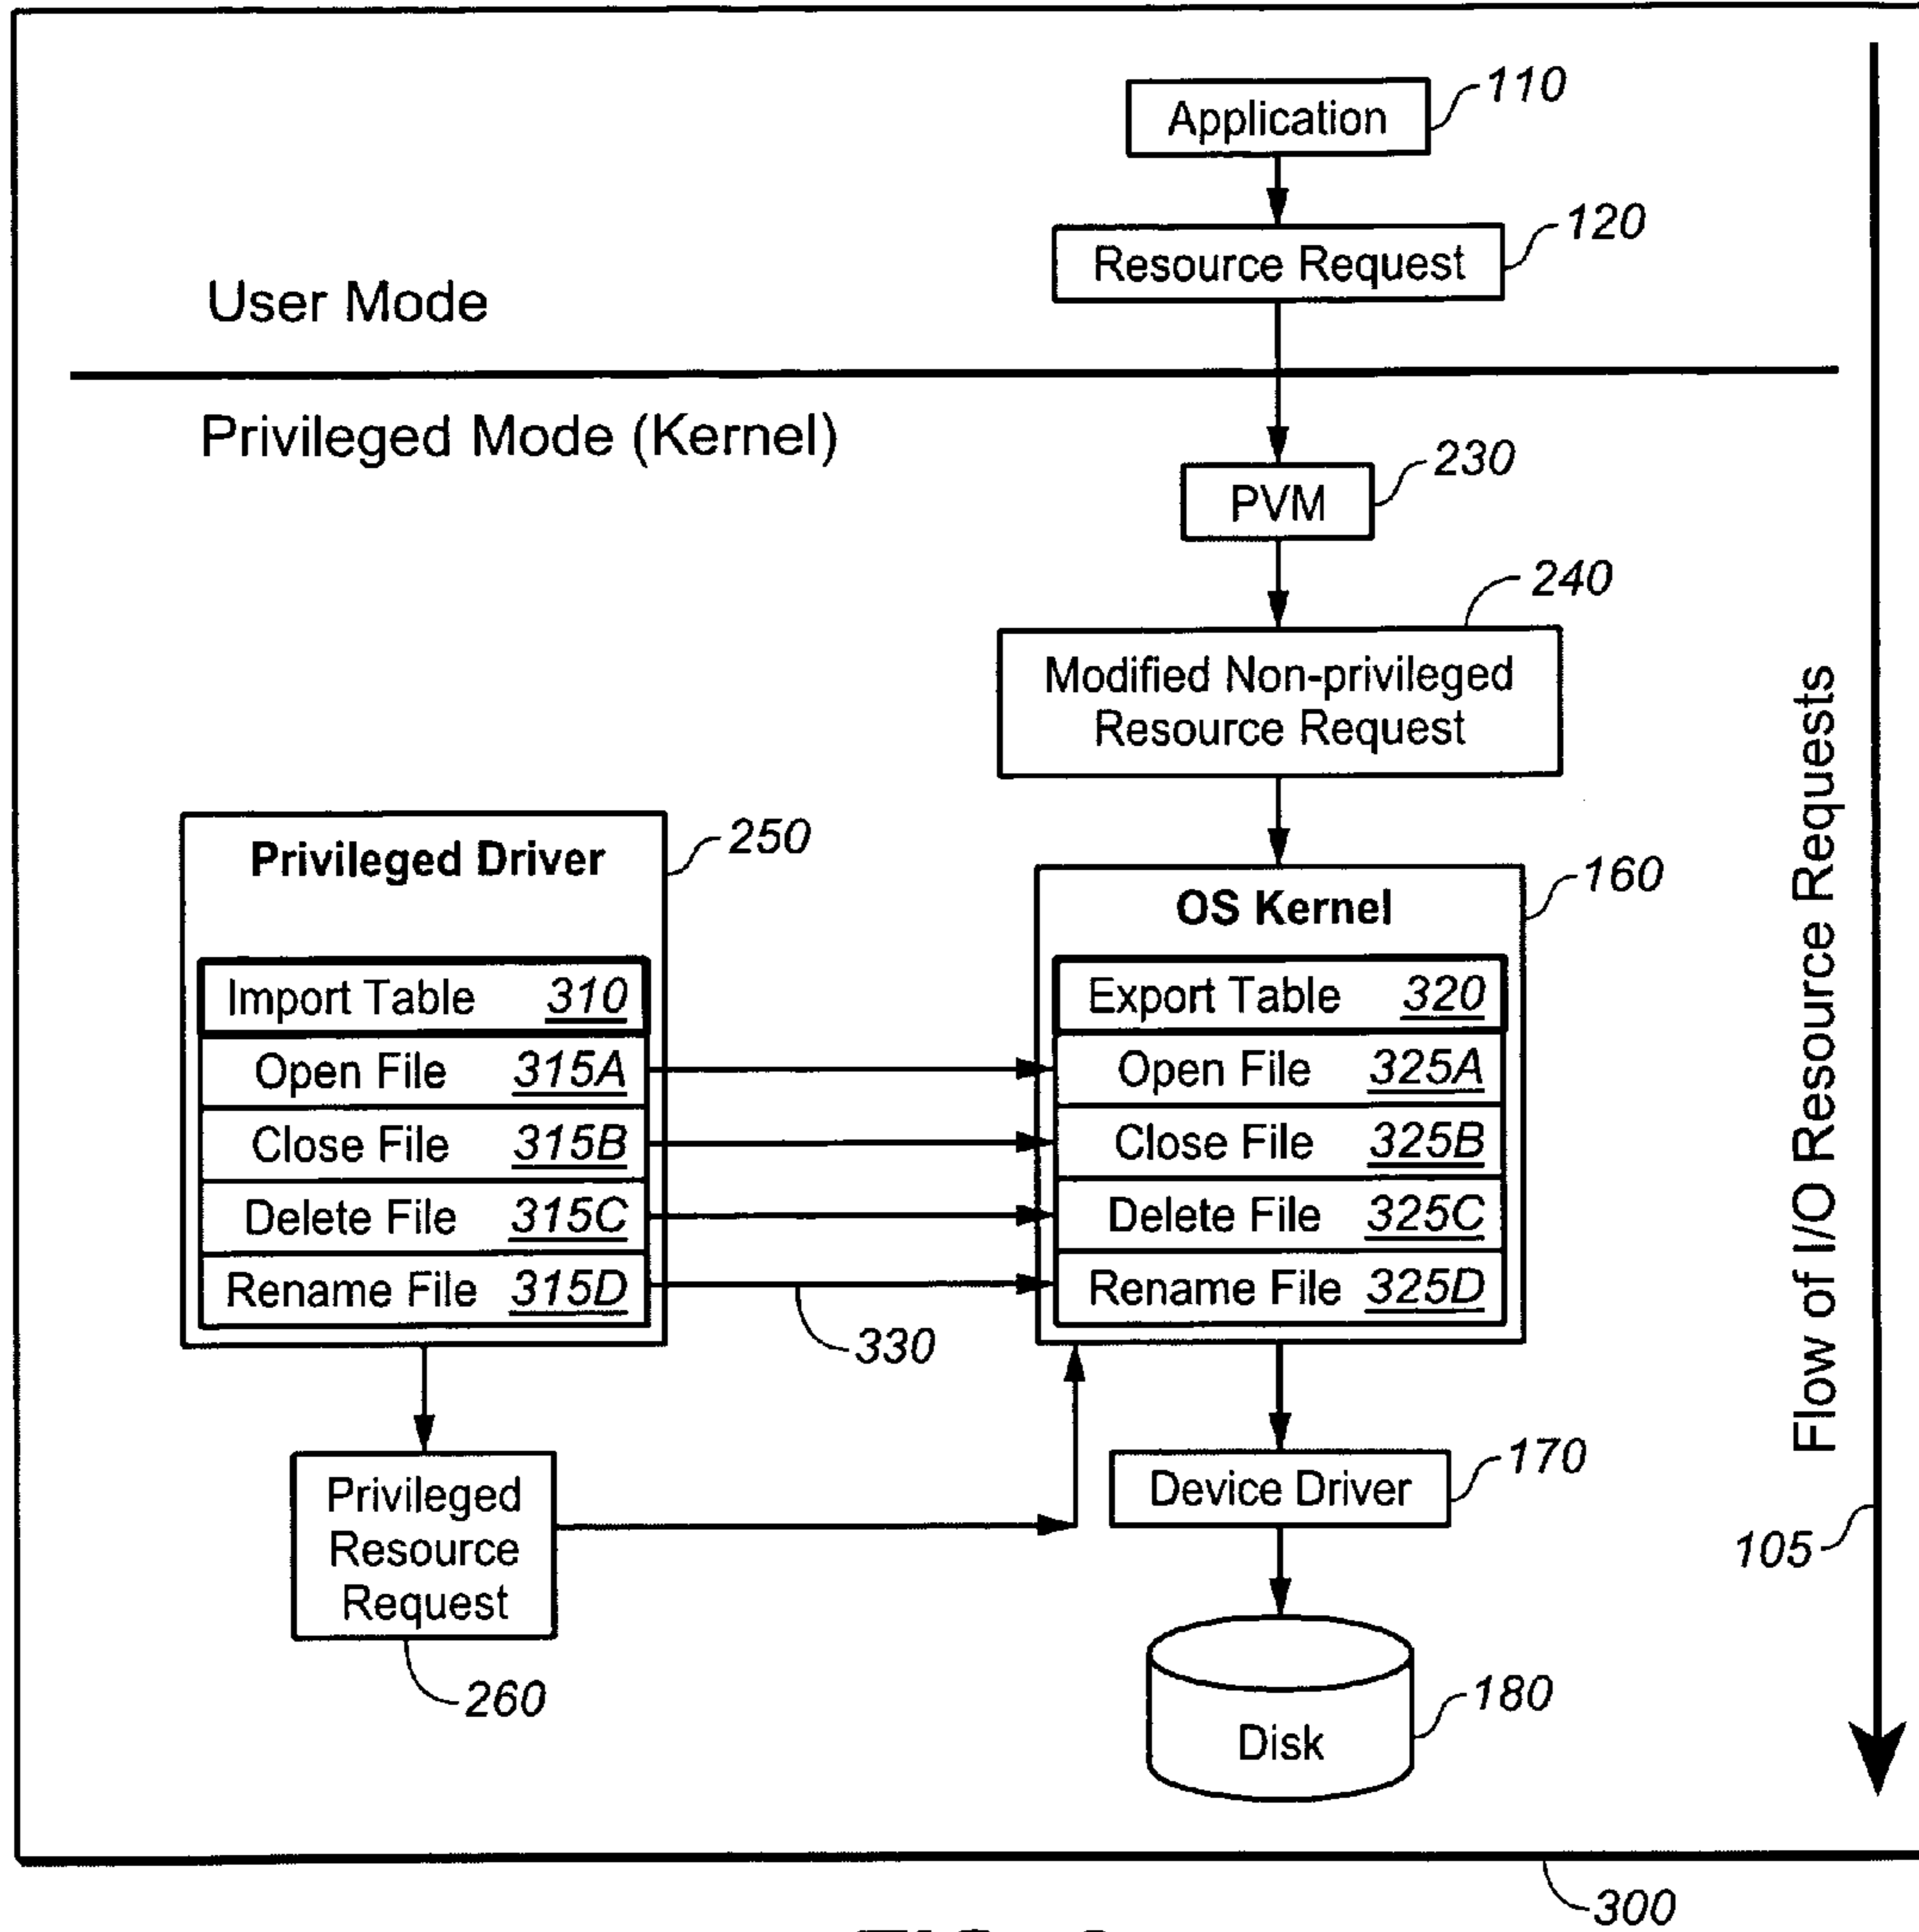 Application
110
Resource Request
120
User Mode
Privileged Mode (Kernel)
PVM
230
240
Modified Non-privileged
Resource Request
Privileged Driver
250
Import Table 310
Open File 315A
Close File 315B
Delete File 315C
Rename File 315D
330
OS Kernel
160
Export Table 320
Open File 325A
Close File 325B
Delete File 325C
Rename File 325D
Privileged
Resource
Request
260
Device Driver
170
Disk
180
Flow of I/O Resource Requests
105
300